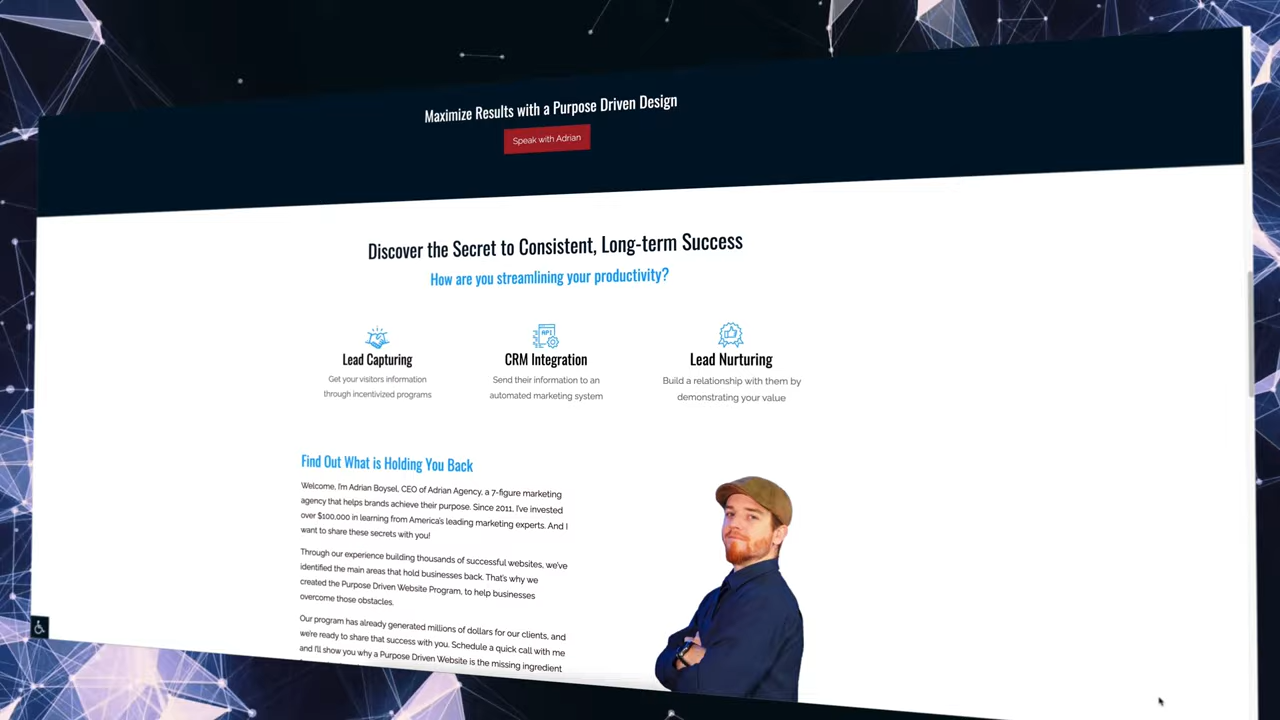 Maximize Results with a Purpose Driven Design
Speak with Adrian
Discover the Secret to Consistent, Long-term Success
How are you streamlining your productivity?
Lead Capturing
Get your visitors information
through incentivized programs
API
CRM Integration
Send their information to an
automated marketing system
Lead Nurturing
Build a relationship with them by
demonstrating your value
Find Out What is Holding You Back
Welcome, I'm Adrian Boysel, CEO of Adrian Agency, a 7-figure marketing
agency that helps brands achieve their purpose. Since 2011, I've invested
over $100,000 in learning from America's leading marketing experts. And I
want to share these secrets with you!
Through our experience building thousands of successful websites, we've
identified the main areas that hold businesses back. That's why we
created the Purpose Driven Website Program, to help businesses
overcome those obstacles.
Our program has already generated millions of dollars for our clients, and
we're ready to share that success with you. Schedule a quick call with me
and I'll show you why a Purpose Driven Website is the missing ingredient